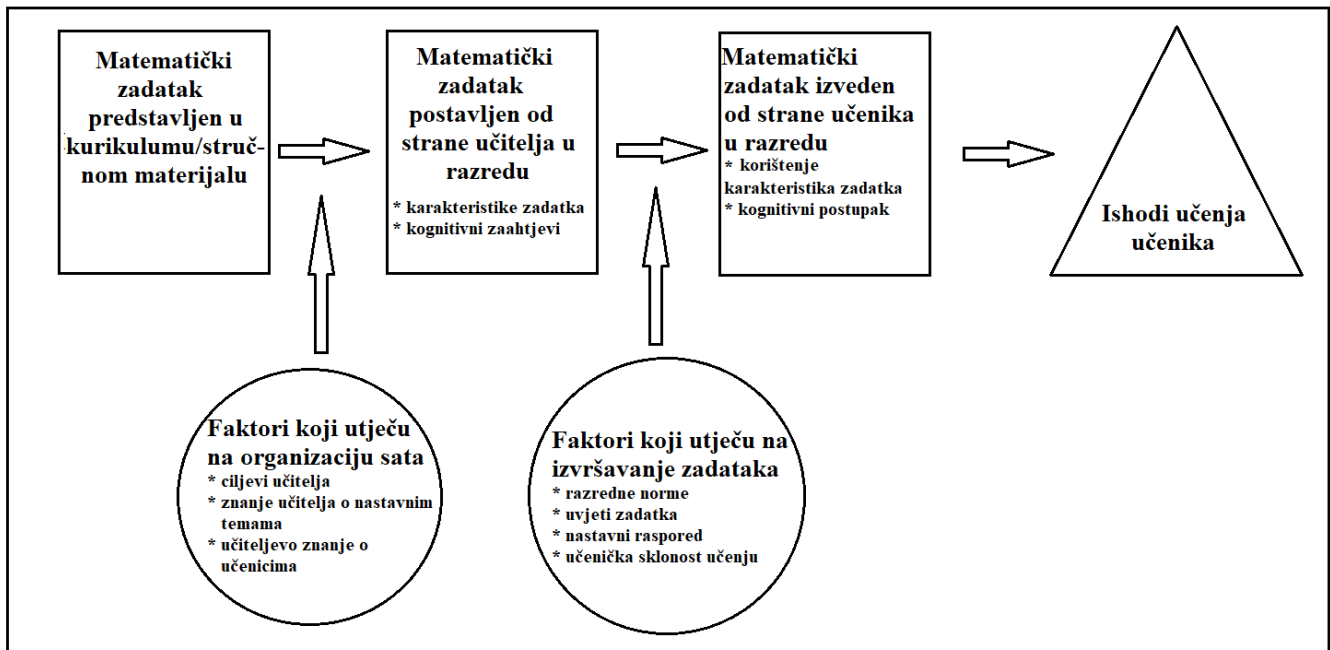 Matematički
zadatak
predstavljen u
kurikulumu/struč-
nom materijalu
Matematički
zadatak
postavljen od
strane učitelja u
razredu
* karakteristike zadatka
* kognitivni zaahtjevi
Matematički
zadatak izveden
od strane učenika
u razredu
* korištenje
karakteristika zadatka
* kognitivni postupak
Ishodi učenja
učenika
Faktori koji utječu
na organizaciju sata
* ciljevi učitelja
* znanje učitelja o nastavnim
temama
* učiteljevo znanje o
učenicima
Faktori koji utječu na
izvršavanje zadataka
* razredne norme
* uvjeti zadatka
* nastavni raspored
* učenička sklonost učenju